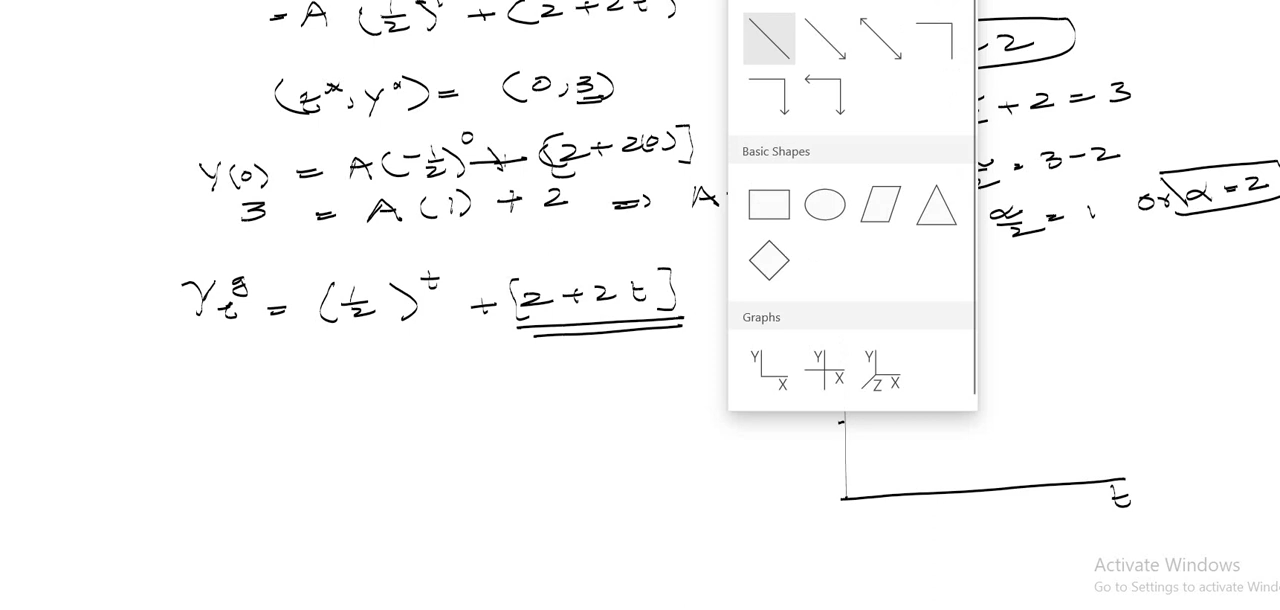 = A (1/2)^t + (2 + 2t)
2
(t*, y*) = (0, 3)
+ 2 = 3
Basic Shapes
Y(0) = A(-1/2)^0 + [2 + 2(0)]
= 3 - 2
3 = A(1) + 2 => A
α/2 = 1 or α = 2
Y_t^g = (1/2)^t + [2 + 2t]
Graphs
Y X Y X Y Z X
t
Activate Windows
Go to Settings to activate Wind